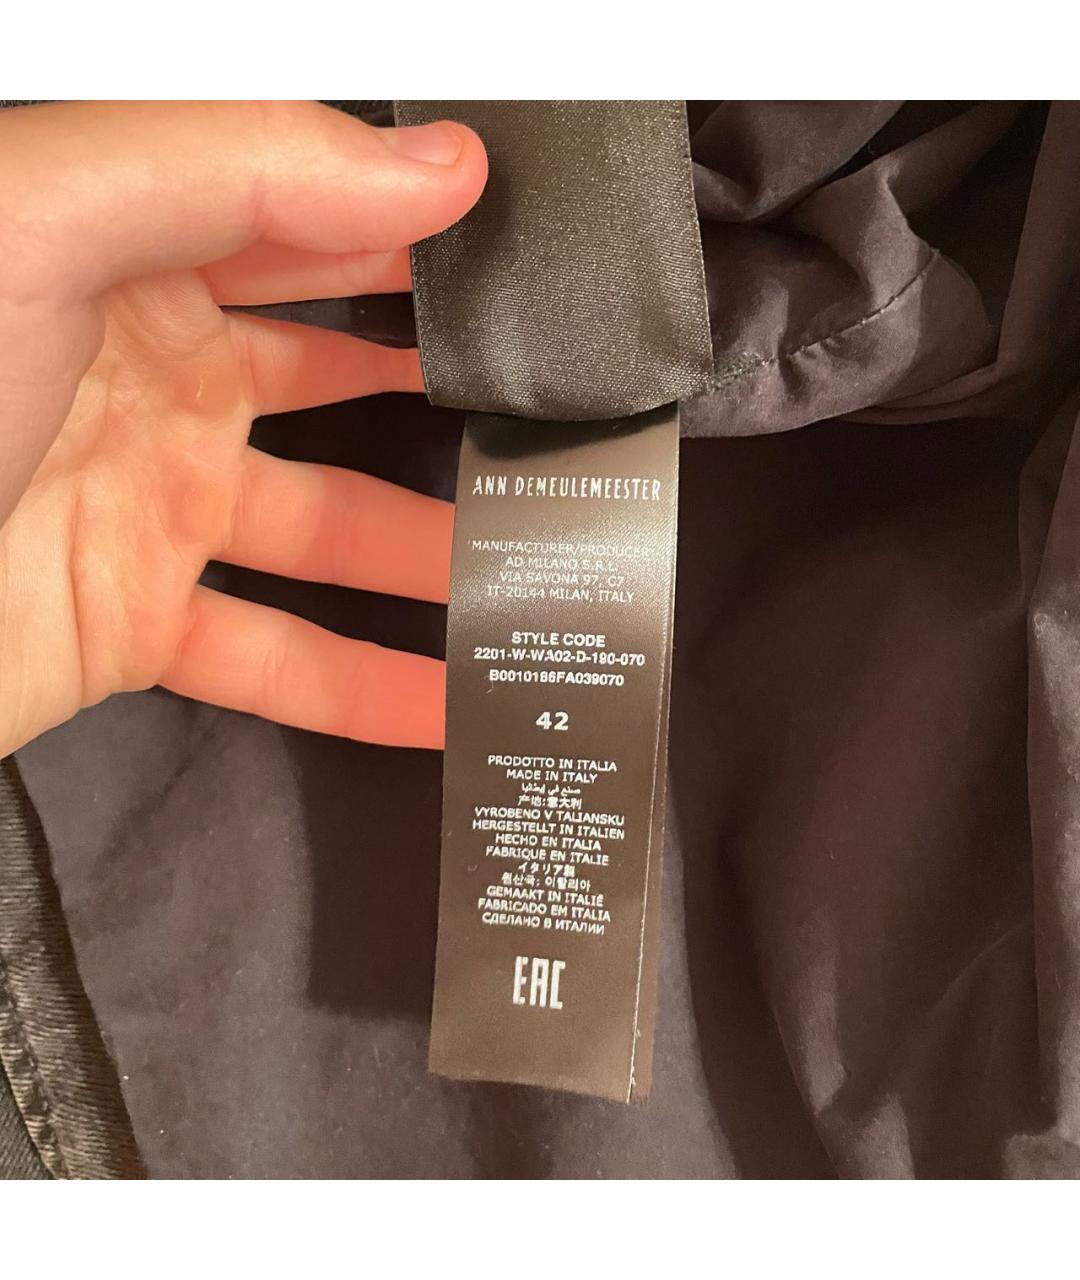 ANN DEMEULEMEESTER
MANUFACTURER/PRODUCER
AD MILANO S.R.L.
VIA SAVONA 97, C7
IT-20144 MILAN, ITALY
STYLE CODE
2201-W-WA02-D-190-070
B0010186FA039070
42
PRODOTTO IN ITALIA
MADE IN ITALY
صنع في إيطاليا
产地:意大利
VYROBENO V TALIANSKU
HERGESTELLT IN ITALIEN
HECHO EN ITALIA
FABRIQUE EN ITALIE
イタリア製
원산국: 이탈리아
GEMAAKT IN ITALIË
FABRICADO EM ITALIA
СДЕЛАНО В ИТАЛИИ
EAC